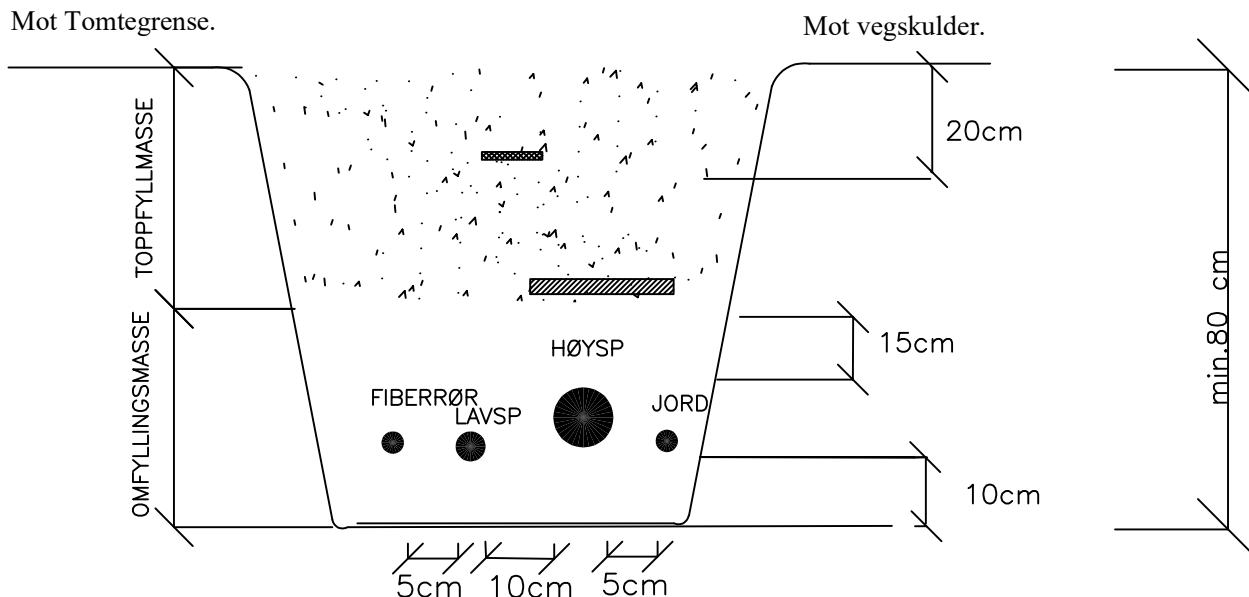 Mot Tomtegrense.
Mot vegskulder.
TOPPFYLLMASSE
20cm
min.80 cm
OMFYLLINGSMASSE
15cm
HØYSP
FIBERRØR
LAVSP
JORD
10cm
5cm
10cm
5cm